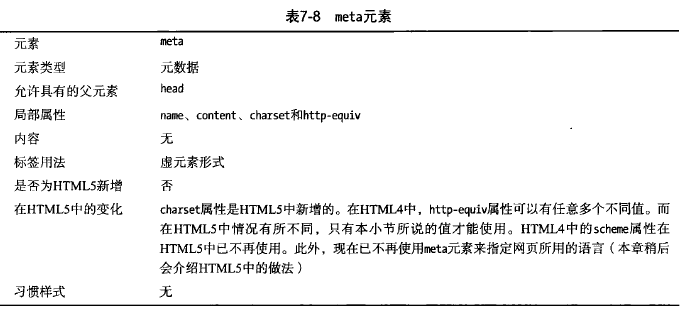 表7-8 meta元素
元素 meta
元素类型 元数据
允许具有的父元素 head
局部属性 name、content、charset和http-equiv
内容 无
标签用法 虚元素形式
是否为HTML5新增 否
在HTML5中的变化 charset属性是HTML5中新增的。在HTML4中，http-equiv属性可以有任意多个不同值。而
在HTML5中情况有所不同，只有本小节所说的值才能使用。HTML4中的scheme属性在
HTML5中已不再使用。此外，现在已不再使用meta元素来指定网页所用的语言（本章稍后
会介绍HTML5中的做法）
习惯样式 无